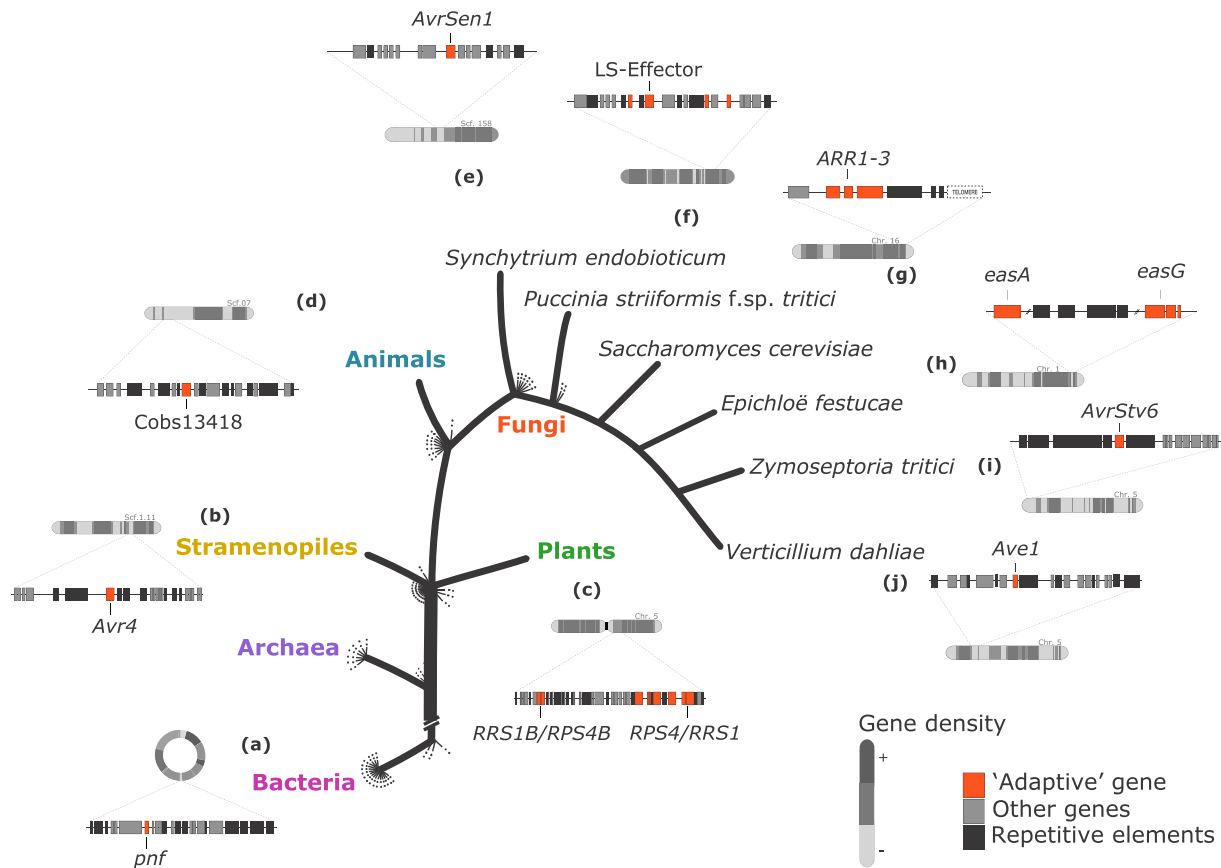 AvrSen1
Scf. 158
(e)
LS-Effector
(f)
ARR1-3
TELOMERE
Chr. 16
(g)
easA
easG
Chr. 1
(h)
AvrStv6
Chr. 5
(i)
Ave1
Chr. 5
(j)
Scf.07
(d)
Cobs13418
Scf.1.11
(b)
Avr4
(a)
pnf
Synchytrium endobioticum
Puccinia striiformis f.sp. tritici
Saccharomyces cerevisiae
Epichloë festucae
Zymoseptoria tritici
Verticillium dahliae
Animals
Fungi
Stramenopiles
Plants
Archaea
Bacteria
(c)
Chr. 5
RRS1B/RPS4B
RPS4/RRS1
Gene density
+
-
‘Adaptive’ gene
Other genes
Repetitive elements